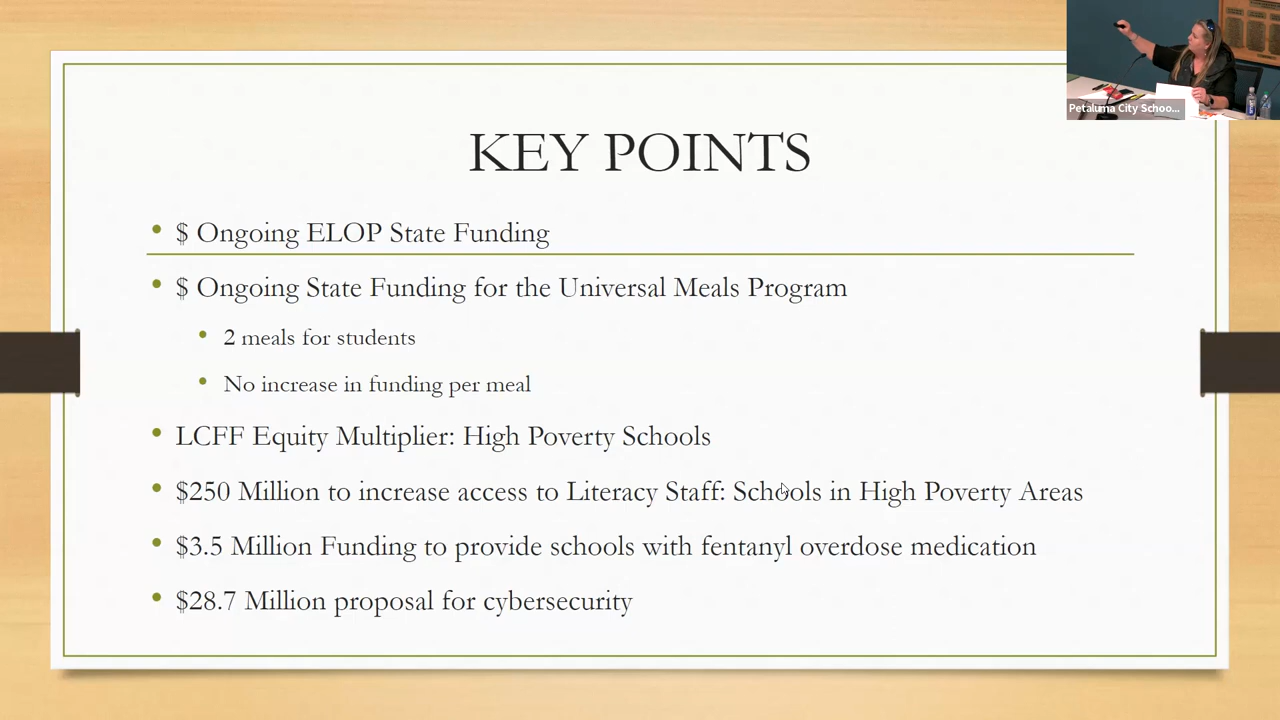 Petaluma City Schoo...
KEY POINTS
• $ Ongoing ELOP State Funding
• $ Ongoing State Funding for the Universal Meals Program
• 2 meals for students
• No increase in funding per meal
• LCFF Equity Multiplier: High Poverty Schools
• $250 Million to increase access to Literacy Staff: Schools in High Poverty Areas
• $3.5 Million Funding to provide schools with fentanyl overdose medication
• $28.7 Million proposal for cybersecurity